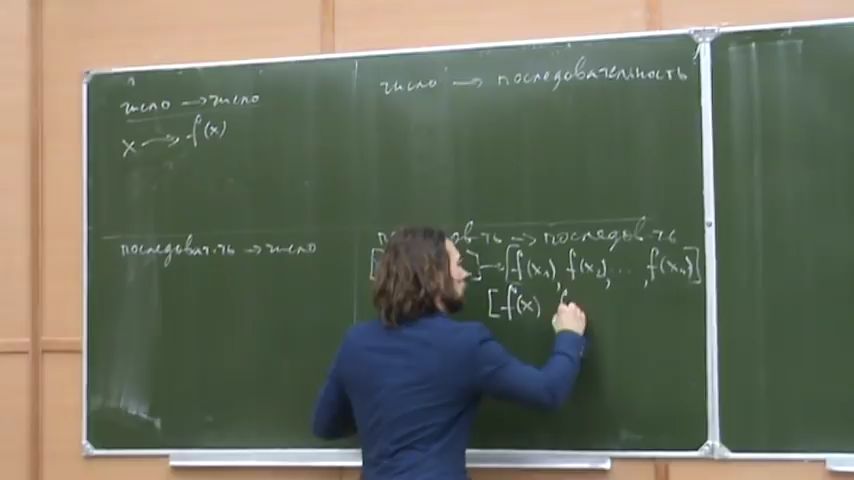 число → число
x → f(x)
число → последовательность
последоват.ть → число
→ последов.ть
→ [f(x₁), f(x₂), ... , f(xₙ)]
[f(x)